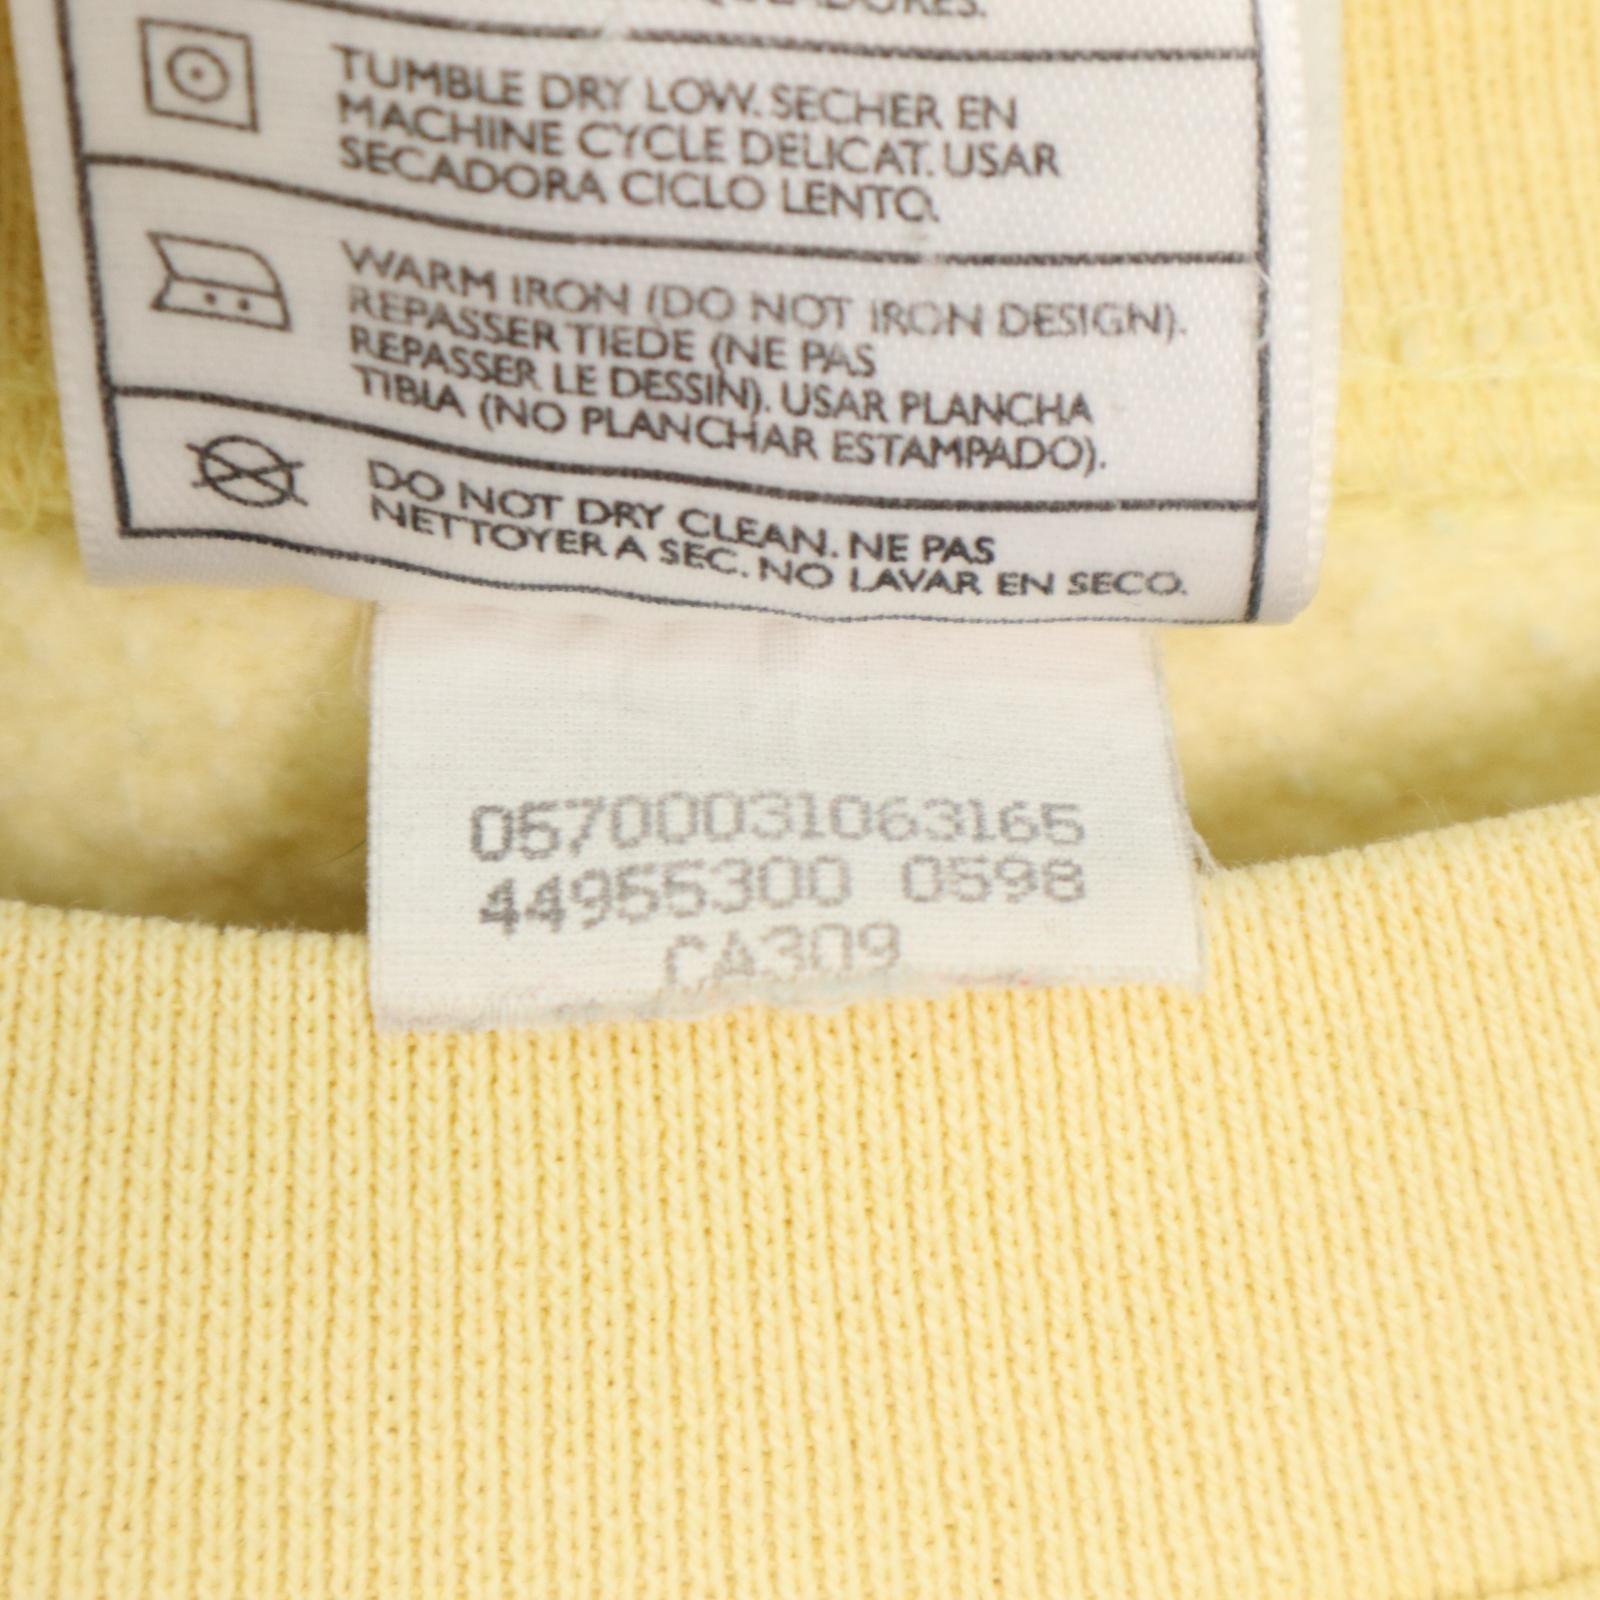 TUMBLE DRY LOW. SECHER EN
MACHINE CYCLE DELICAT. USAR
SECADORA CICLO LENTO.
WARM IRON (DO NOT IRON DESIGN).
REPASSER TIEDE (NE PAS
REPASSER LE DESSIN). USAR PLANCHA
TIBIA (NO PLANCHAR ESTAMPADO).
DO NOT DRY CLEAN. NE PAS
NETTOYER A SEC. NO LAVAR EN SECO.
05700031063165
44955300 0598
CA309